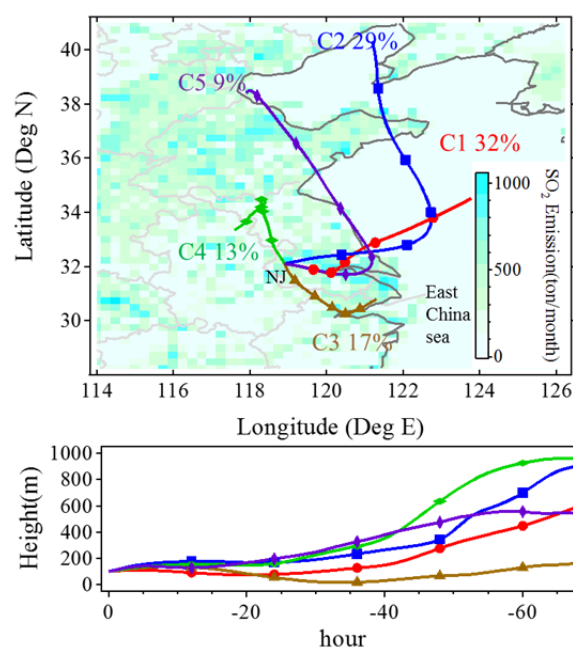 40
38
36
34
32
30
Latitude (Deg N)
C2 29%
C5 9%
C1 32%
C4 13%
NJ
C3 17%
East
China
sea
1000
500
0
SO2 Emission(ton/month)
114 116 118 120 122 124 126
Longitude (Deg E)
1000
800
600
400
200
0
Height(m)
0 -20 -40 -60
hour